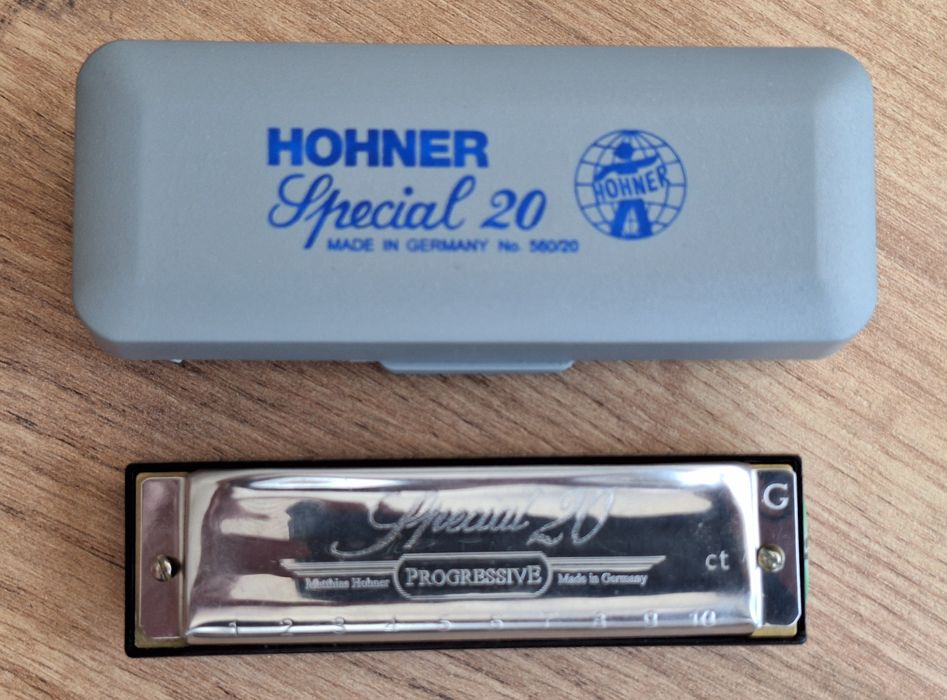 HOHNER
Special 20
MADE IN GERMANY No. 560/20
HOHNER
Special 20
G
Matthias Hohner PROGRESSIVE Made in Germany
ct
1 2 3 4 5 6 7 8 9 10